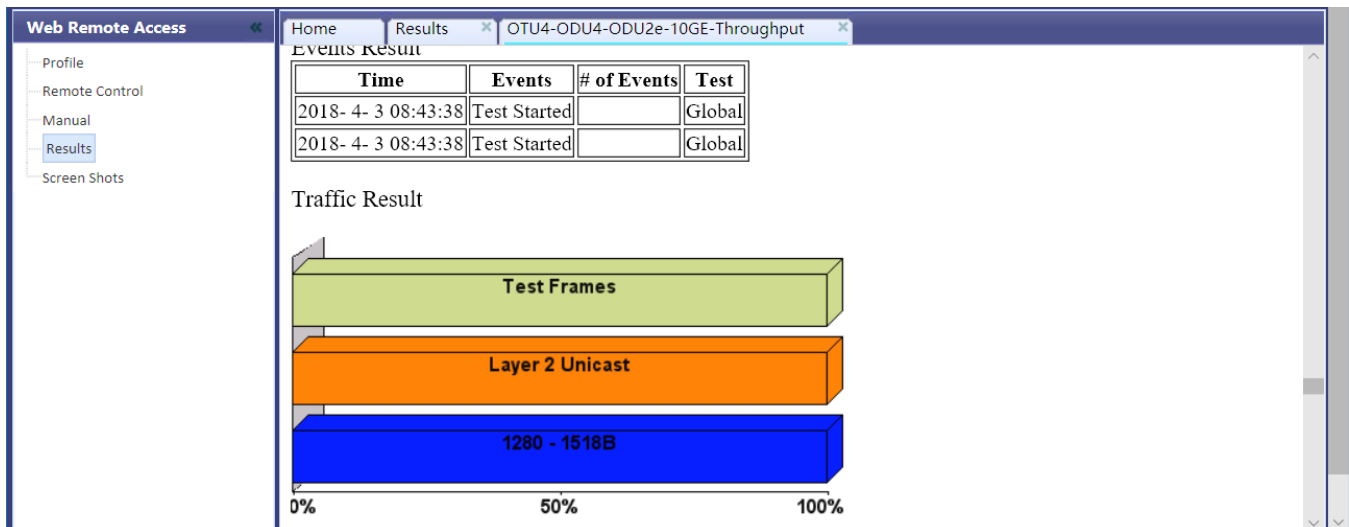 Web Remote Access «
Profile
Remote Control
Manual
Results
Screen Shots
Home Results × OTU4-ODU4-ODU2e-10GE-Throughput ×
Events Result
Time Events # of Events Test
2018- 4- 3 08:43:38 Test Started Global
2018- 4- 3 08:43:38 Test Started Global
Traffic Result
Test Frames
Layer 2 Unicast
1280 - 1518B
0% 50% 100%